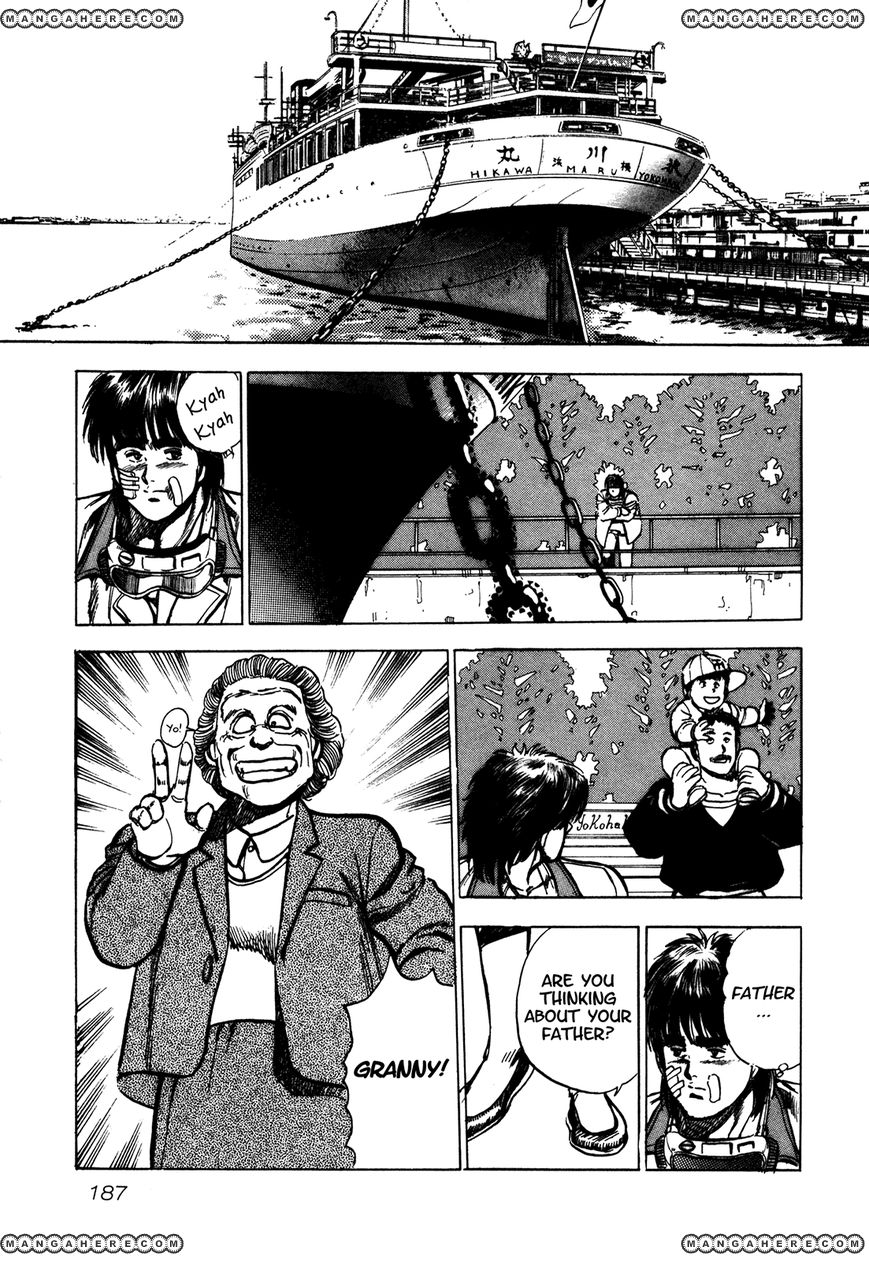 MANGAHERE.COM
MANGAHERE.COM
氷川丸
横浜
HIKAWA MARU
YOKOHAMA
Kyah
Kyah
FATHER
...
ARE YOU
THINKING
ABOUT YOUR
FATHER?
Yo!
GRANNY!
187
MANGAHERE.COM
MANGAHERE.COM